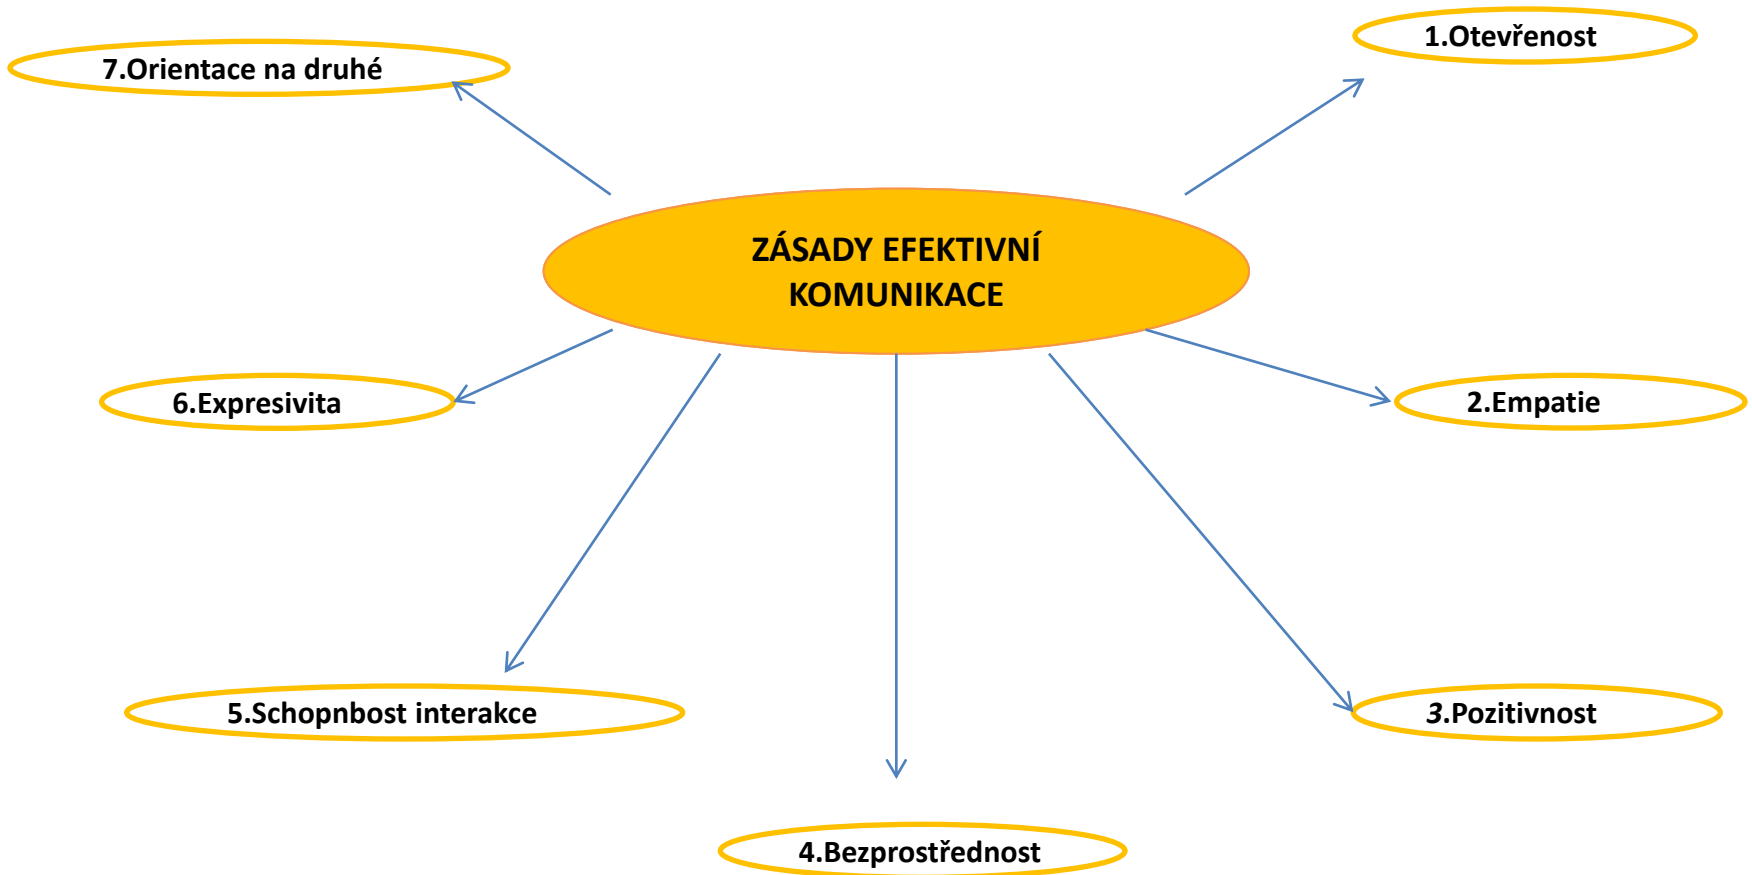 ZÁSADY EFEKTIVNÍ
KOMUNIKACE
1.Otevřenost
2.Empatie
3.Pozitivnost
4.Bezprostřednost
5.Schopnbost interakce
6.Expresivita
7.Orientace na druhé